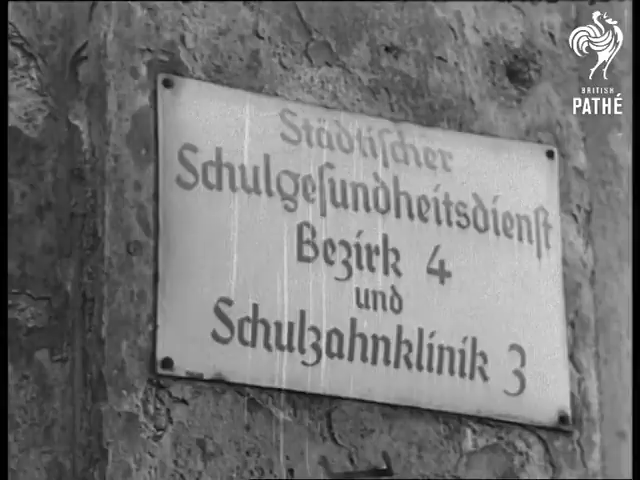 BRITISH
PATHÉ
Städtiſcher
Schulgeſundheitsdienſt
Bezirk 4
und
Schulzahnklinik 3